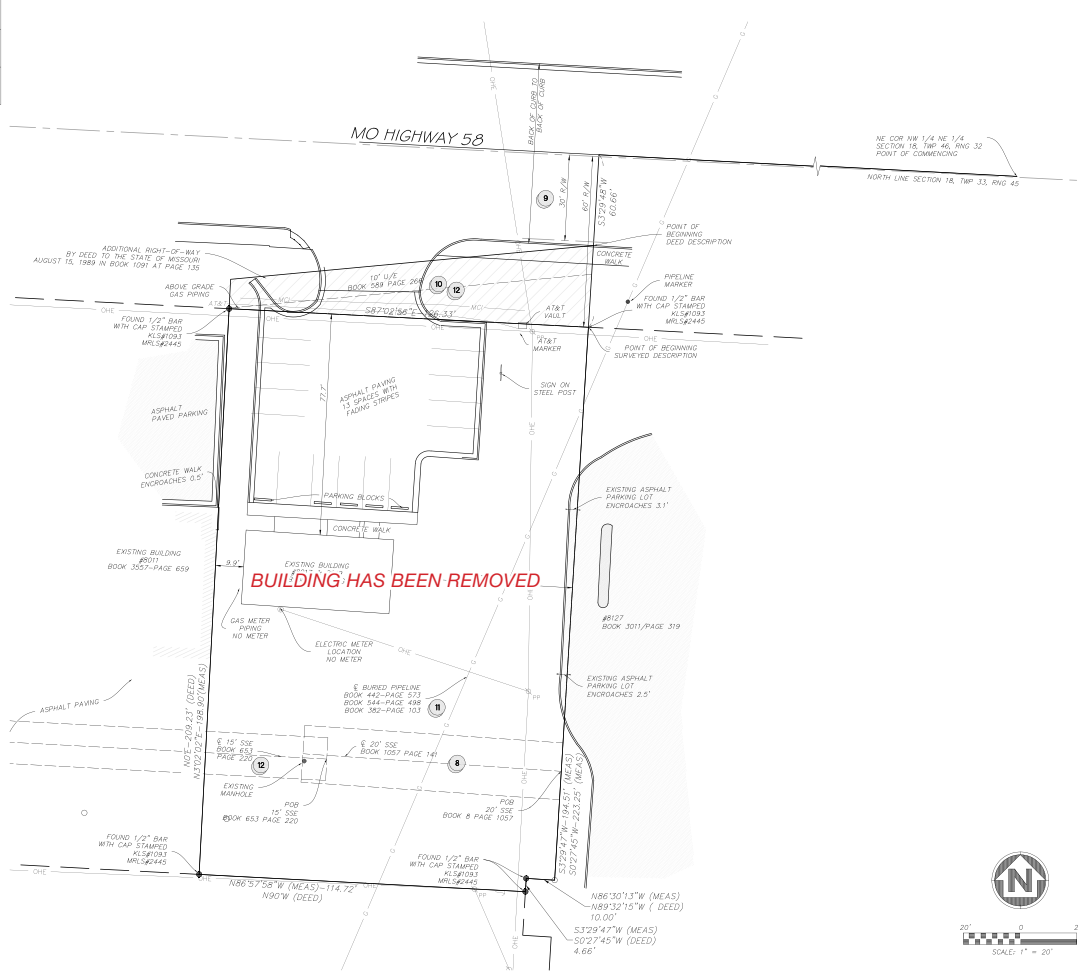 MO HIGHWAY 58
BACK OF CURB TO
BACK OF CURB
NE COR NW 1/4 NE 1/4
SECTION 18, TWP 46, RNG 32
POINT OF COMMENCING
NORTH LINE SECTION 18, TWP 33, RNG 45
OHE
G
9
30' R/W
60' R/W
S3°29'48"W
60.66'
POINT OF
BEGINNING
DEED DESCRIPTION
CONCRETE
WALK
ADDITIONAL RIGHT-OF-WAY
BY DEED TO THE STATE OF MISSOURI
AUGUST 15, 1989 IN BOOK 1091 AT PAGE 135
10' U/E
10
12
PIPELINE
MARKER
ABOVE GRADE
GAS PIPING
AT&T
MCI
MCI
AT&T
VAULT
FOUND 1/2" BAR
WITH CAP STAMPED
KLS#1093
MRLS#2445
FOUND 1/2" BAR
WITH CAP STAMPED
KLS#1093
MRLS#2445
OHE
OHE
OHE
AT&T
MARKER
POINT OF BEGINNING
SURVEYED DESCRIPTION
77.7'
ASPHALT PAVING
13 SPACES WITH
FADING STRIPES
SIGN ON
STEEL POST
ASPHALT
PAVED PARKING
OHE
CONCRETE WALK
ENCROACHES 0.5'
PARKING BLOCKS
EXISTING ASPHALT
PARKING LOT
ENCROACHES 3.1'
CONCRETE WALK
EXISTING BUILDING
#8011
BOOK 3557-PAGE 659
9.9'
EXISTING BUILDING
BUILDING HAS BEEN REMOVED
GAS METER
PIPING
NO METER
ELECTRIC METER
LOCATION
NO METER
OHE
#8127
BOOK 3011/PAGE 319
EXISTING ASPHALT
PARKING LOT
ENCROACHES 2.5'
PP
℄ BURIED PIPELINE
BOOK 442-PAGE 573
BOOK 544-PAGE 498
BOOK 382-PAGE 103
11
ASPHALT PAVING
N0°E-209.23' (DEED)
N3°02'02"E-198.90'(MEAS)
℄ 15' SSE
BOOK 653
PAGE 220
12
℄ 20' SSE
BOOK 1057 PAGE 141
8
EXISTING
MANHOLE
POB
15' SSE
BOOK 653 PAGE 220
POB
20' SSE
BOOK 8 PAGE 1057
OHE
S3°29'47"W-194.51' (MEAS)
S0°27'45"W-223.25' (MEAS)
FOUND 1/2" BAR
WITH CAP STAMPED
KLS#1093
MRLS#2445
FOUND 1/2" BAR
WITH CAP STAMPED
KLS#1093
MRLS#2445
OHE
OHE
OHE
PP
N86°57'58"W (MEAS)-114.72'
N90°W (DEED)
N86°30'13"W (MEAS)
N89°32'15"W ( DEED)
10.00'
S3°29'47"W (MEAS)
S0°27'45"W (DEED)
4.66'
OHE
N
20' 0 2
SCALE: 1" = 20'